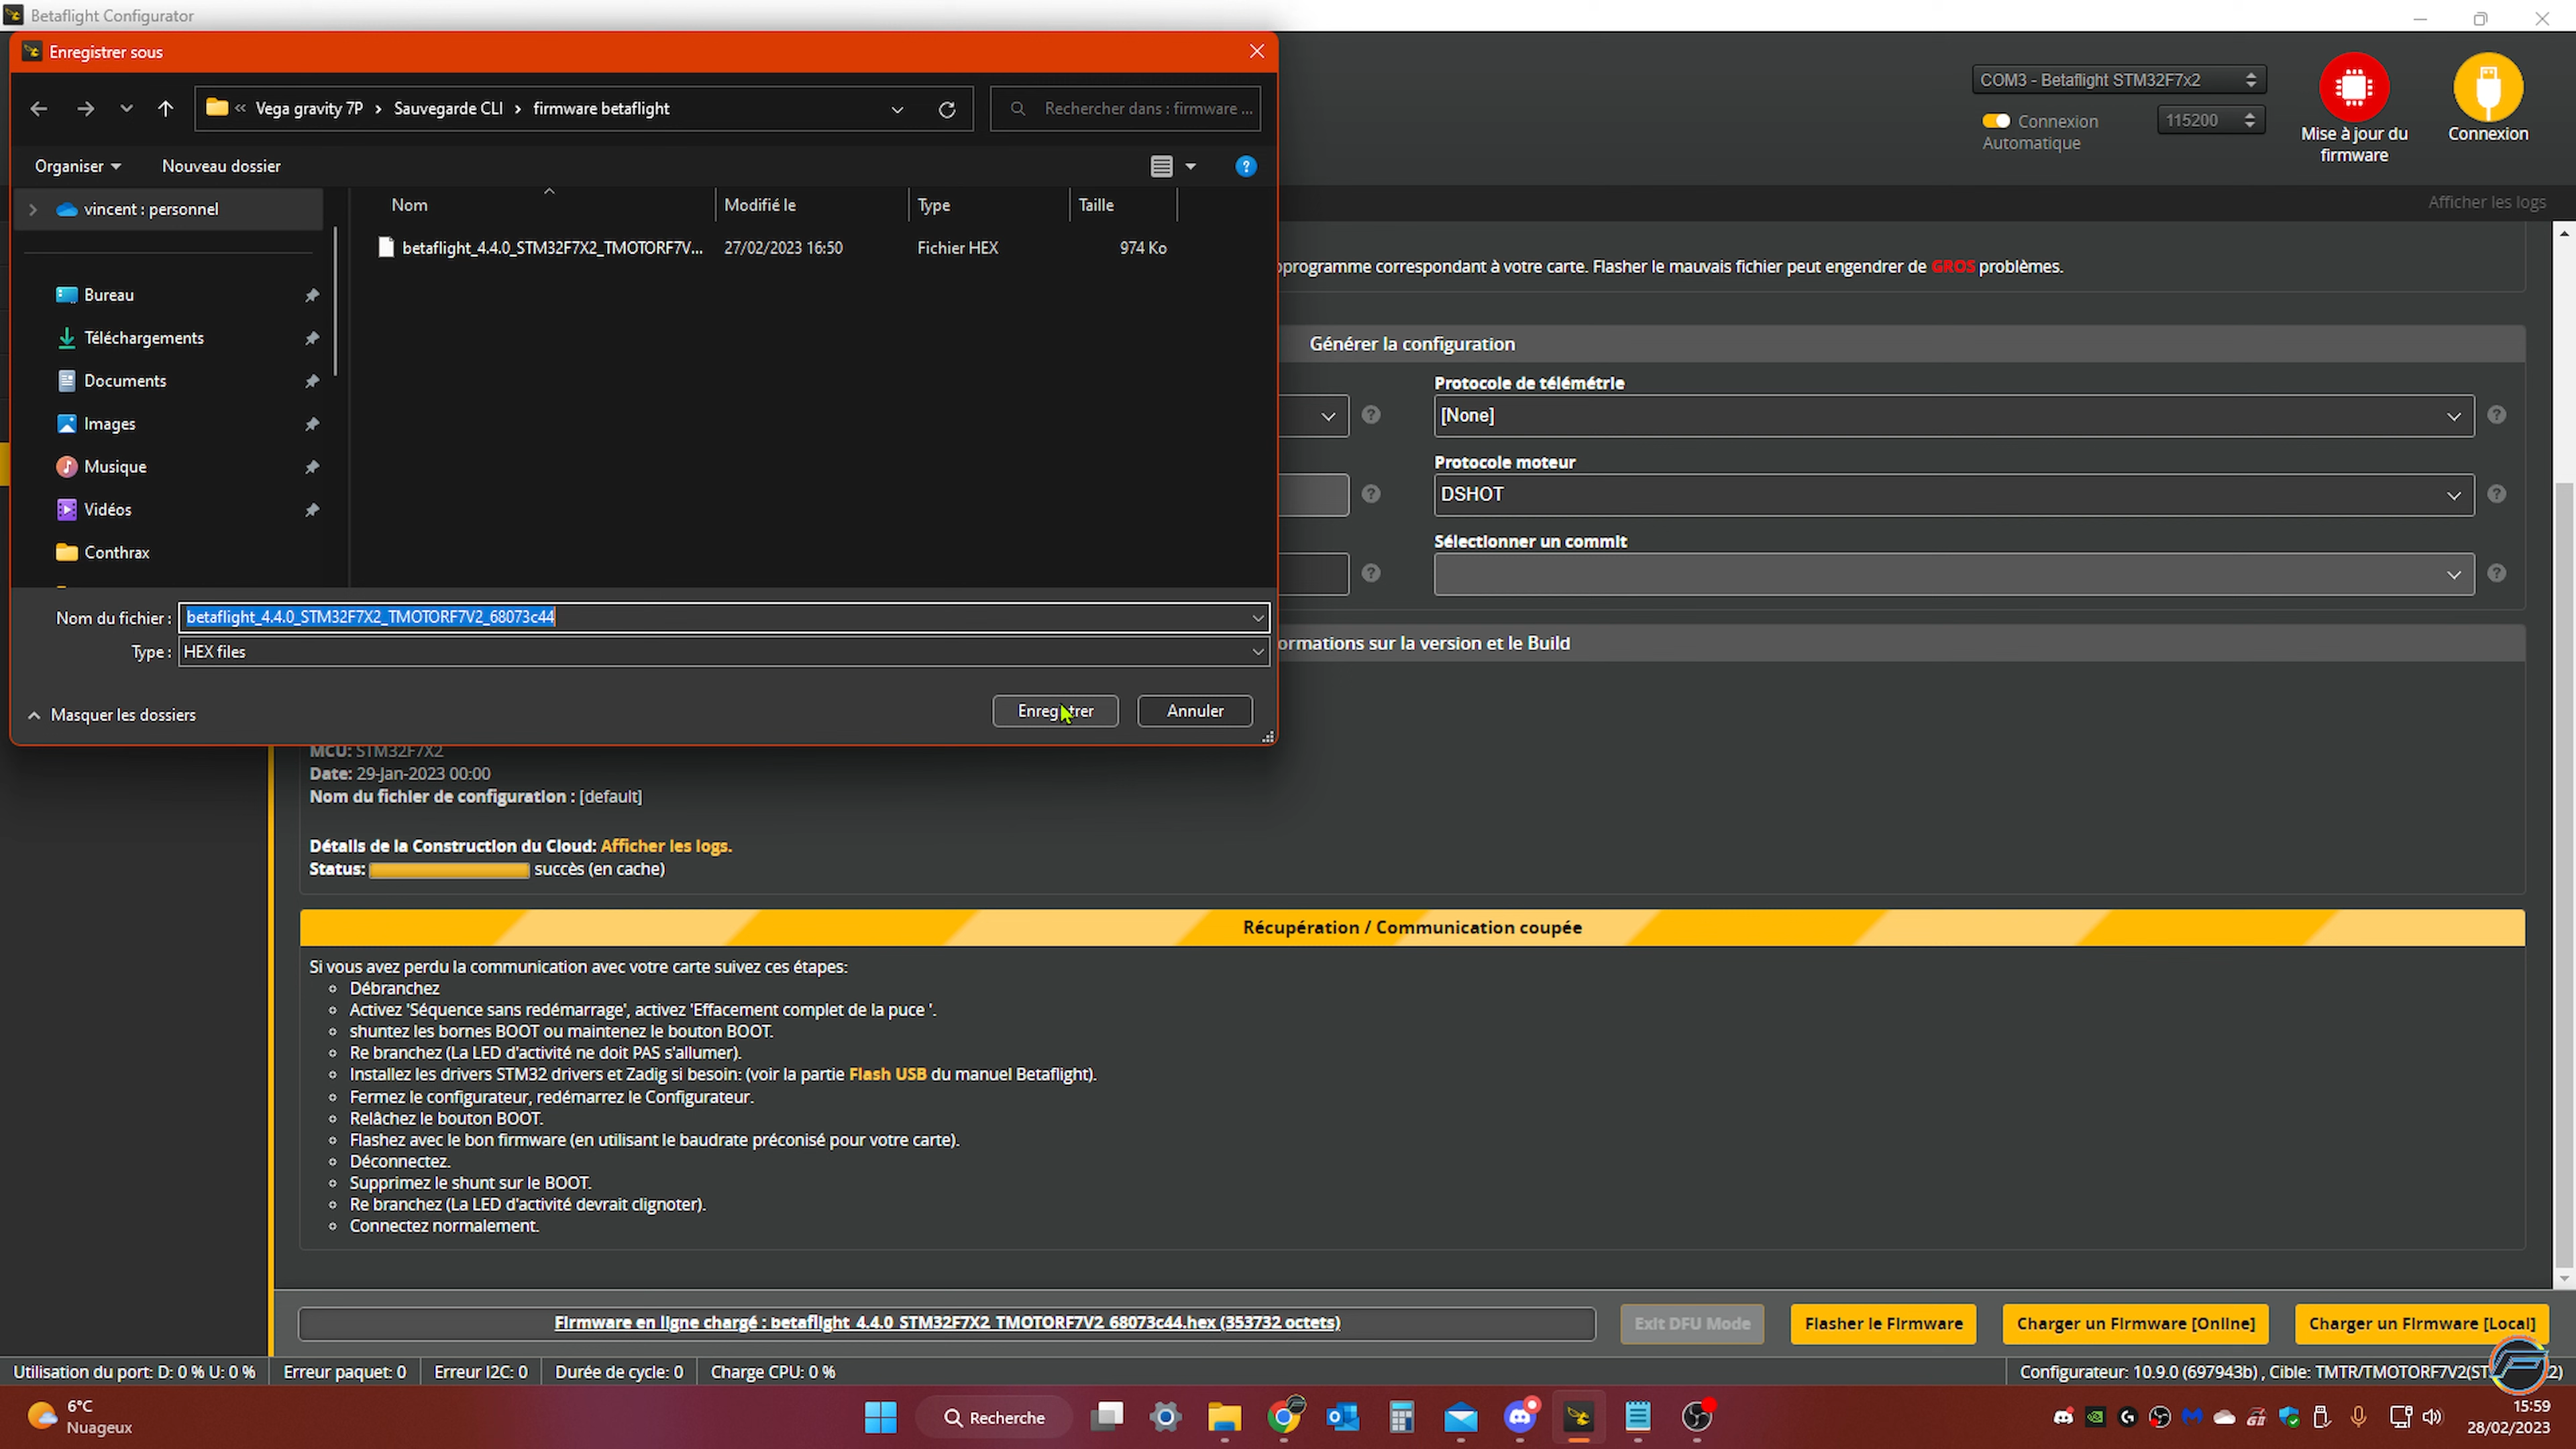 Betaflight Configurator
Enregistrer sous
Vega gravity 7P
Sauvegarde CLI
firmware betaflight
Rechercher dans : firmware ...
Organiser
Nouveau dossier
vincent : personnel
Bureau
Téléchargements
Documents
Images
Musique
Vidéos
Conthrax
Nom
Modifié le
Type
Taille
betaflight_4.4.0_STM32F7X2_TMOTORF7V...
27/02/2023 16:50
Fichier HEX
974 Ko
Nom du fichier :
betaflight_4.4.0_STM32F7X2_TMOTORF7V2_68073c44
Type :
HEX files
Masquer les dossiers
Enregistrer
Annuler
COM3 - Betaflight STM32F7x2
Connexion
Automatique
115200
Mise à jour du
firmware
Connexion
Afficher les logs
programme correspondant à votre carte. Flasher le mauvais fichier peut engendrer de GROS problèmes.
Générer la configuration
Protocole de télémétrie
[None]
Protocole moteur
DSHOT
Sélectionner un commit
ormations sur la version et le Build
MCU: STM32F7X2
Date: 29-Jan-2023 00:00
Nom du fichier de configuration : [default]
Détails de la Construction du Cloud: Afficher les logs.
Status: succès (en cache)
Récupération / Communication coupée
Si vous avez perdu la communication avec votre carte suivez ces étapes:
Débranchez
Activez 'Séquence sans redémarrage', activez 'Effacement complet de la puce '.
shuntez les bornes BOOT ou maintenez le bouton BOOT.
Re branchez (La LED d'activité ne doit PAS s'allumer).
Installez les drivers STM32 drivers et Zadig si besoin: (voir la partie Flash USB du manuel Betaflight).
Fermez le configurateur, redémarrez le Configurateur.
Relâchez le bouton BOOT.
Flashez avec le bon firmware (en utilisant le baudrate préconisé pour votre carte).
Déconnectez.
Supprimez le shunt sur le BOOT.
Re branchez (La LED d'activité devrait clignoter).
Connectez normalement.
Firmware en ligne chargé : betaflight_4.4.0_STM32F7X2_TMOTORF7V2_68073c44.hex (353732 octets)
Exit DFU Mode
Flasher le Firmware
Charger un Firmware [Online]
Charger un Firmware [Local]
Utilisation du port: D: 0 % U: 0 %
Erreur paquet: 0
Erreur I2C: 0
Durée de cycle: 0
Charge CPU: 0 %
Configurateur: 10.9.0 (697943b) , Cible: TMTR/TMOTORF7V2(ST
6°C
Nuageux
Recherche
15:59
28/02/2023